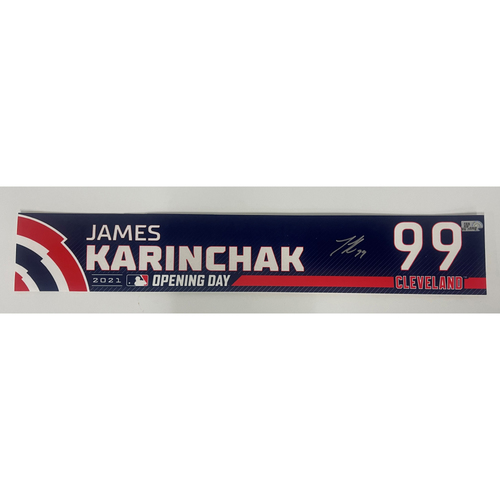 JAMES
KARINCHAK
99
2021 OPENING DAY
CLEVELAND